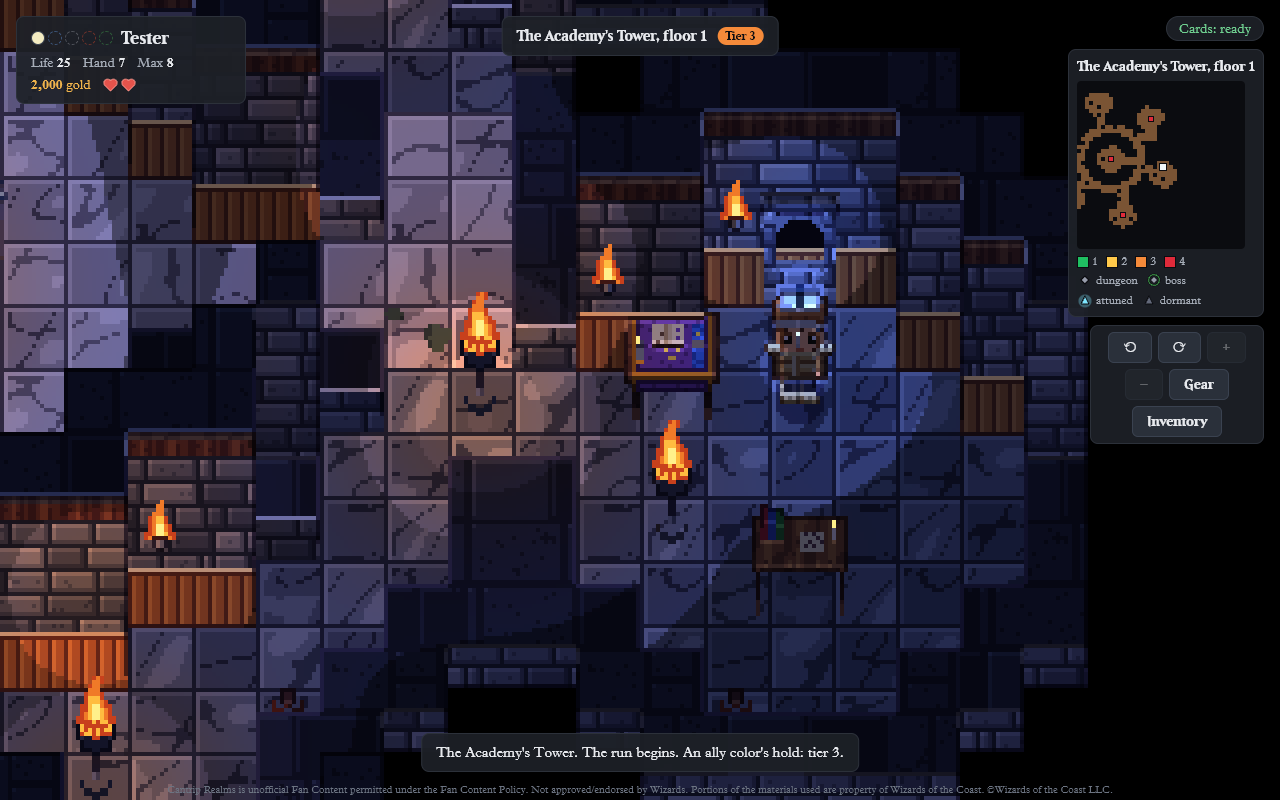 Tester
Life 25 Hand 7 Max 8
2,000 gold
The Academy's Tower, floor 1 Tier 3
Cards: ready
The Academy's Tower, floor 1
1 2 3 4
dungeon boss
attuned dormant
+
− Gear
Inventory
The Academy's Tower. The run begins. An ally color's hold: tier 3.
Realms is unofficial Fan Content permitted under the Fan Content Policy. Not approved/endorsed by Wizards. Portions of the materials used are property of Wizards of the Coast. ©Wizards of the Coast LLC.